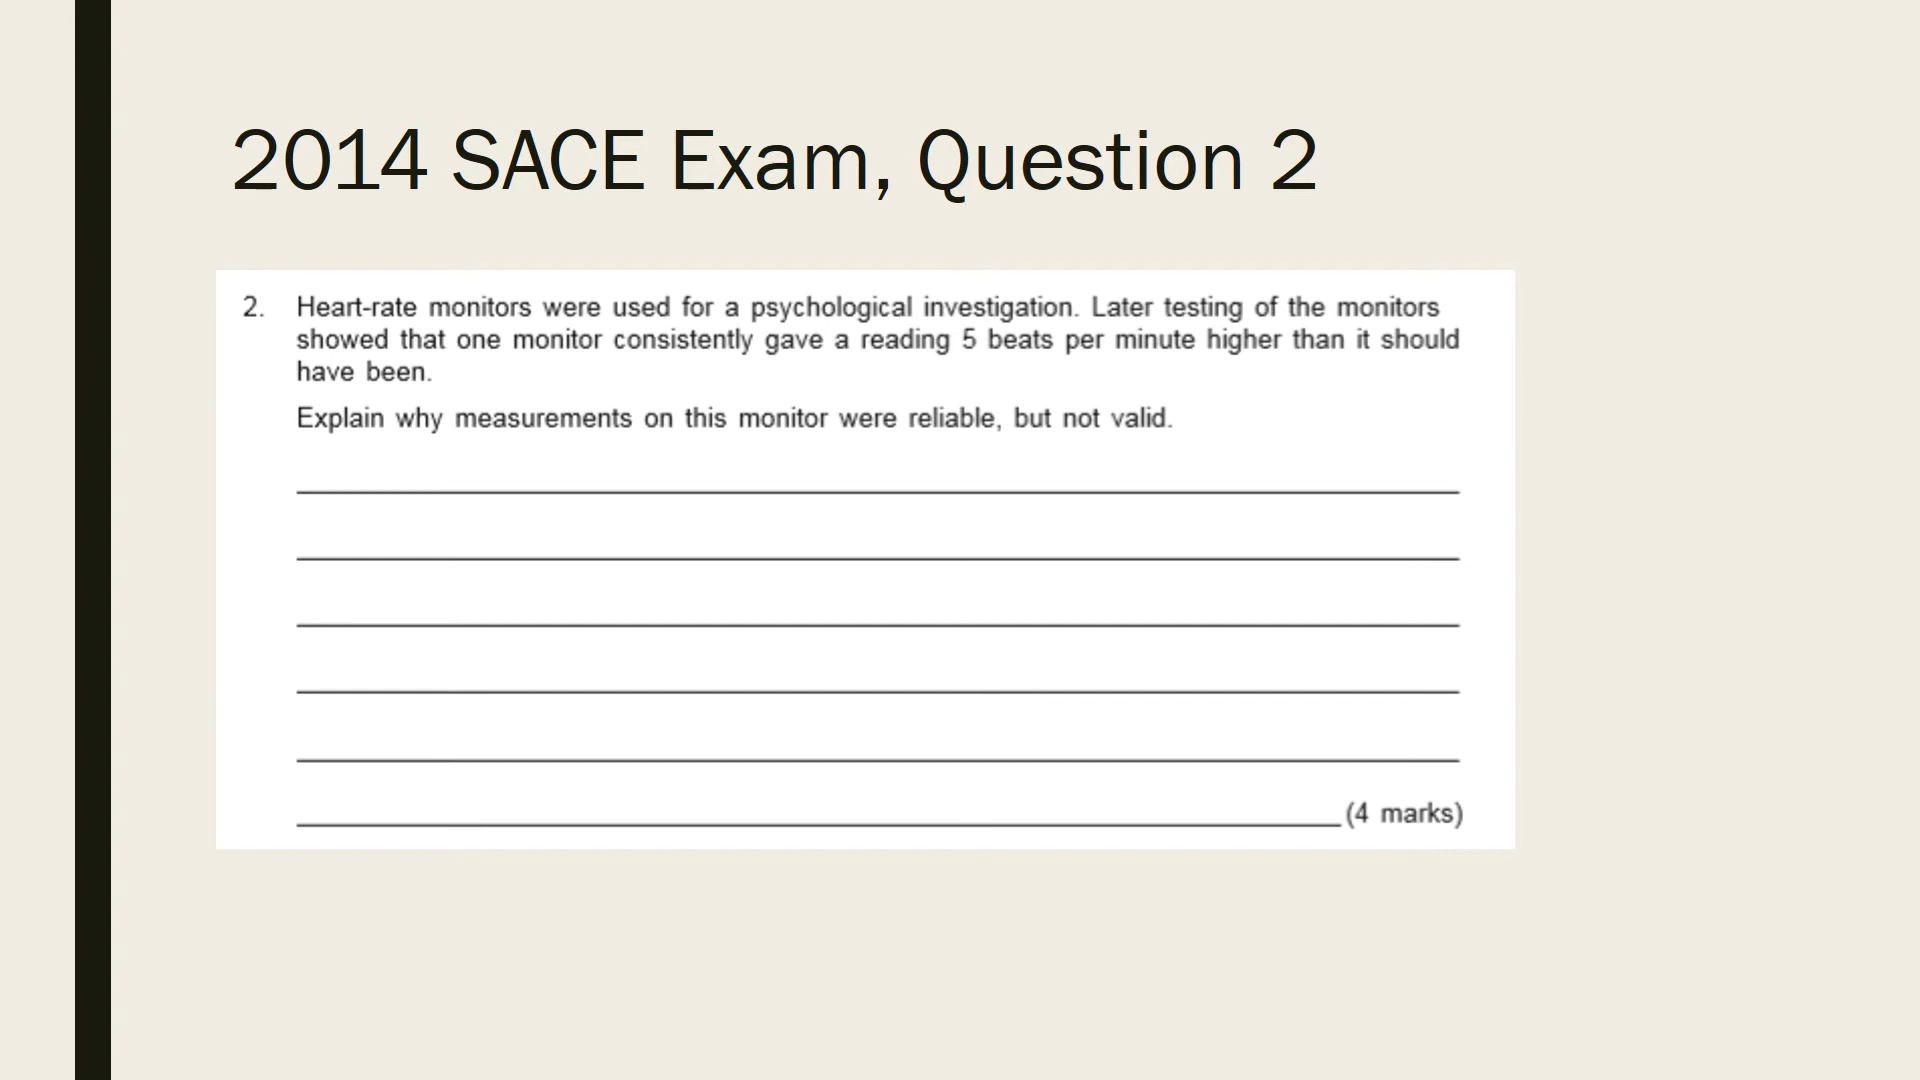 2014 SACE Exam, Question 2
2. Heart-rate monitors were used for a psychological investigation. Later testing of the monitors
showed that one monitor consistently gave a reading 5 beats per minute higher than it should
have been.
Explain why measurements on this monitor were reliable, but not valid.
(4 marks)